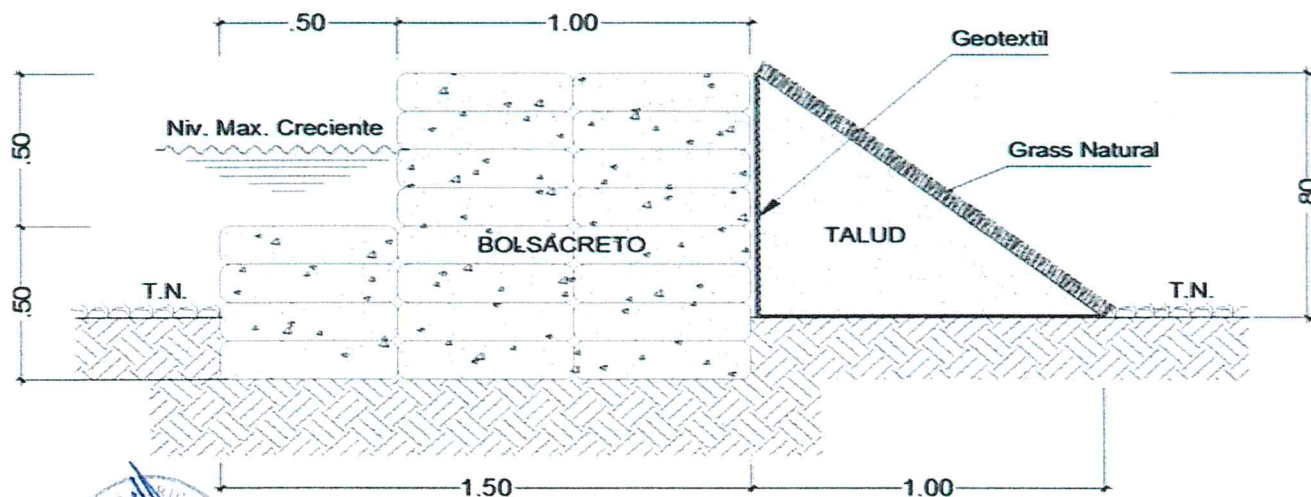 .50
1.00
Geotextil
Niv. Max. Creciente
.50
Grass Natural
.80
BOLSACRETO
TALUD
T.N.
T.N.
.50
1.50
1.00